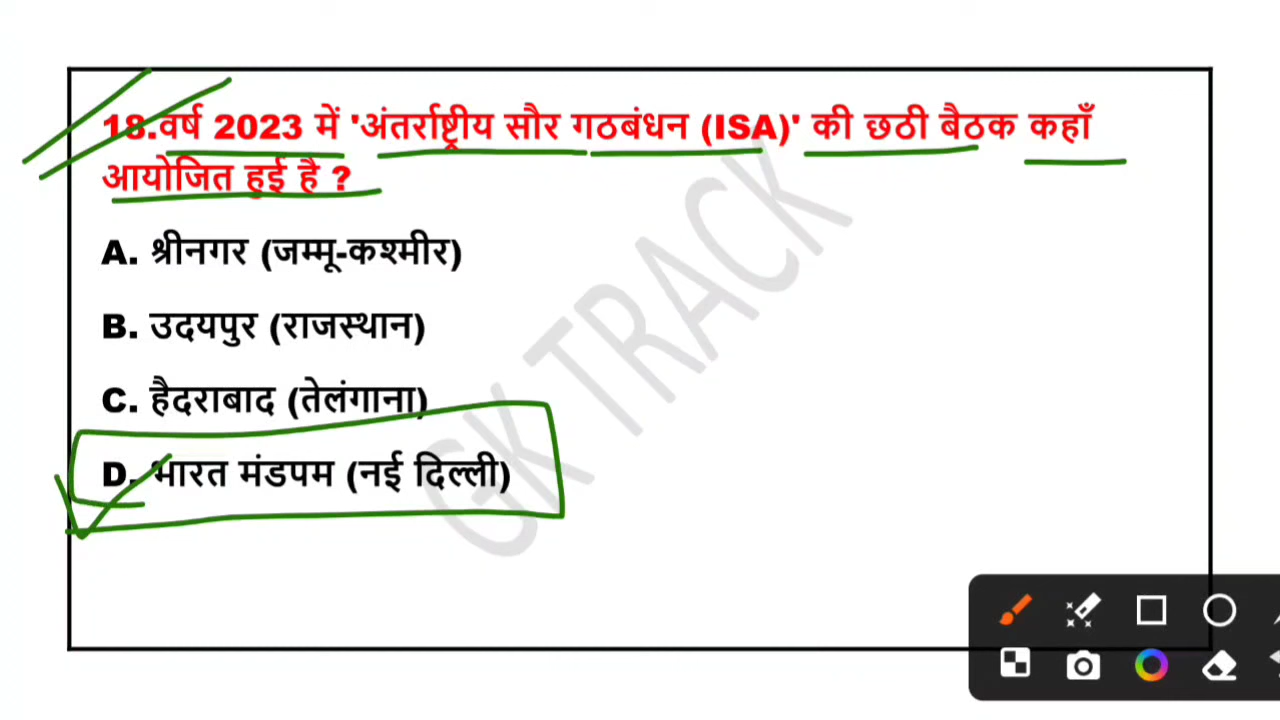 18.वर्ष 2023 में 'अंतर्राष्ट्रीय सौर गठबंधन (ISA)' की छठी बैठक कहाँ
आयोजित हुई है ?
A. श्रीनगर (जम्मू-कश्मीर)
B. उदयपुर (राजस्थान)
C. हैदराबाद (तेलंगाना)
D. भारत मंडपम (नई दिल्ली)
GK TRACK